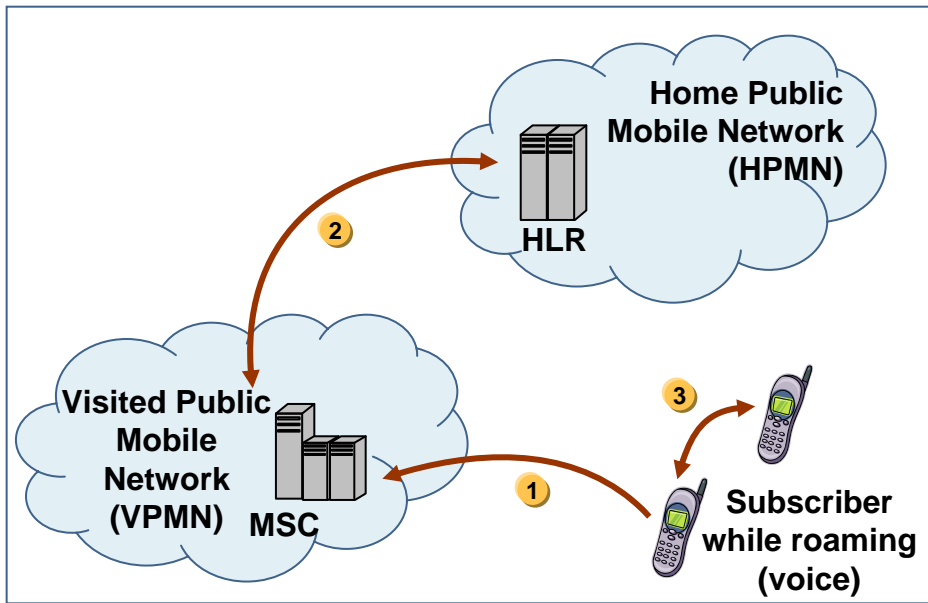 Home Public
Mobile Network
(HPMN)
HLR
2
Visited Public
Mobile
Network
(VPMN)
MSC
1
3
Subscriber
while roaming
(voice)